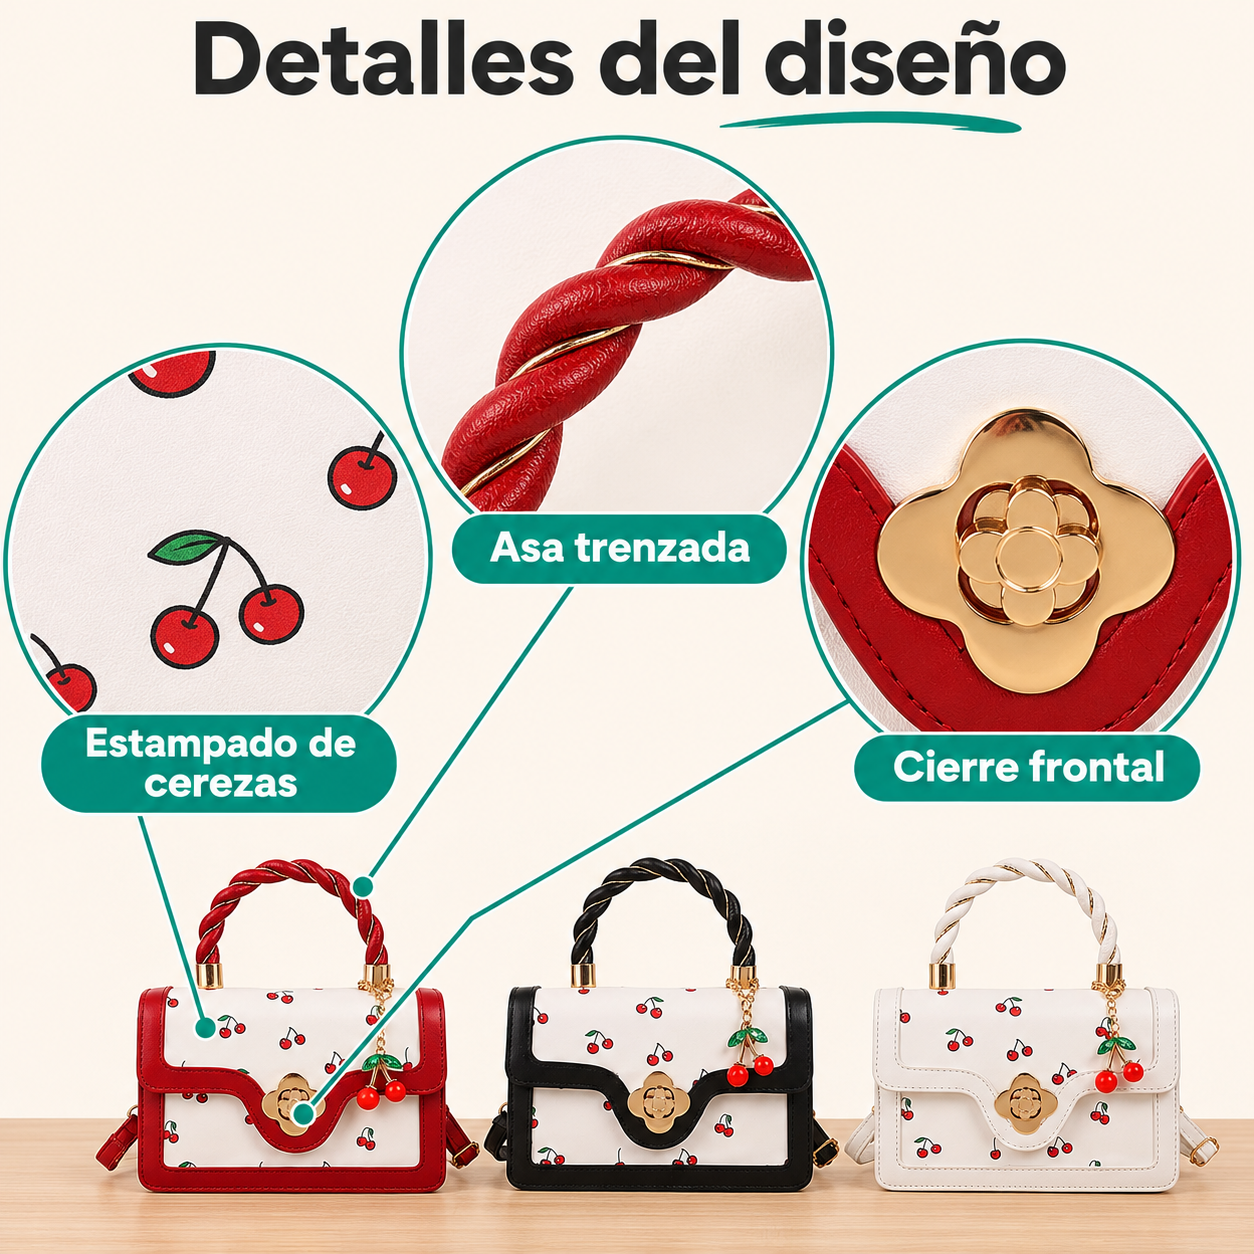 Detalles del diseño
Asa trenzada
Estampado de
cerezas
Cierre frontal